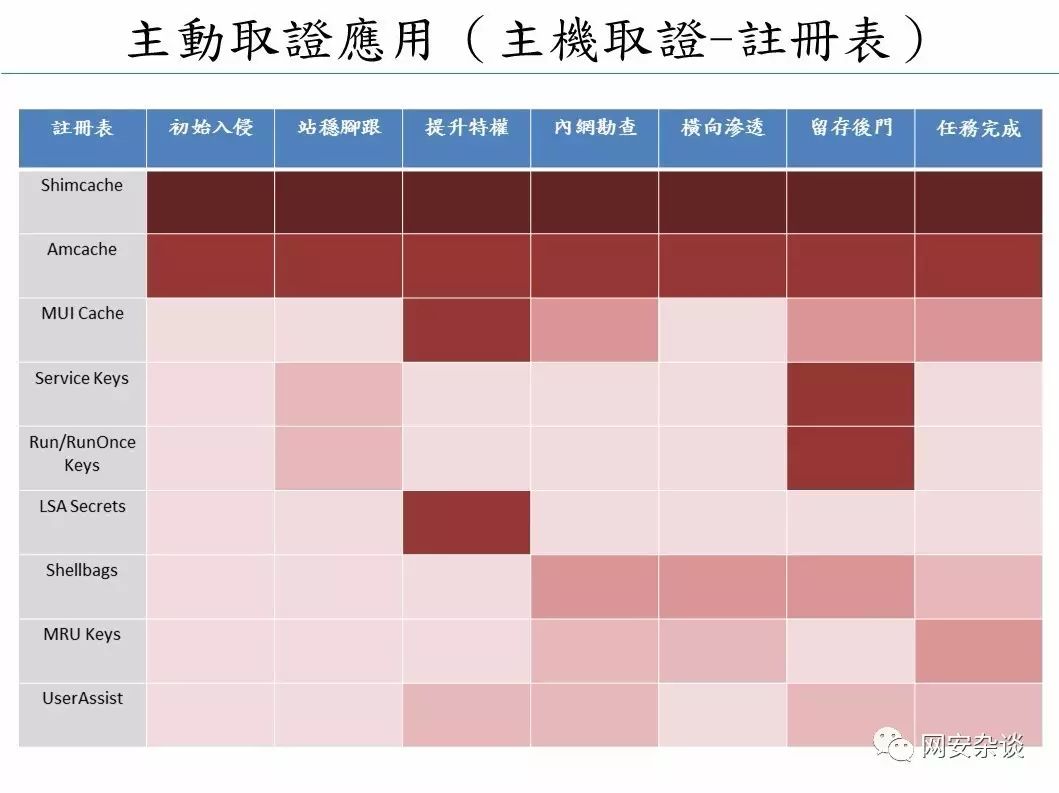 主動取證應用（主機取證-註冊表）
註冊表 初始入侵 站穩腳跟 提升特權 內網勘查 橫向滲透 留存後門 任務完成
Shimcache
Amcache
MUI Cache
Service Keys
Run/RunOnce
Keys
LSA Secrets
Shellbags
MRU Keys
UserAssist
网安杂谈